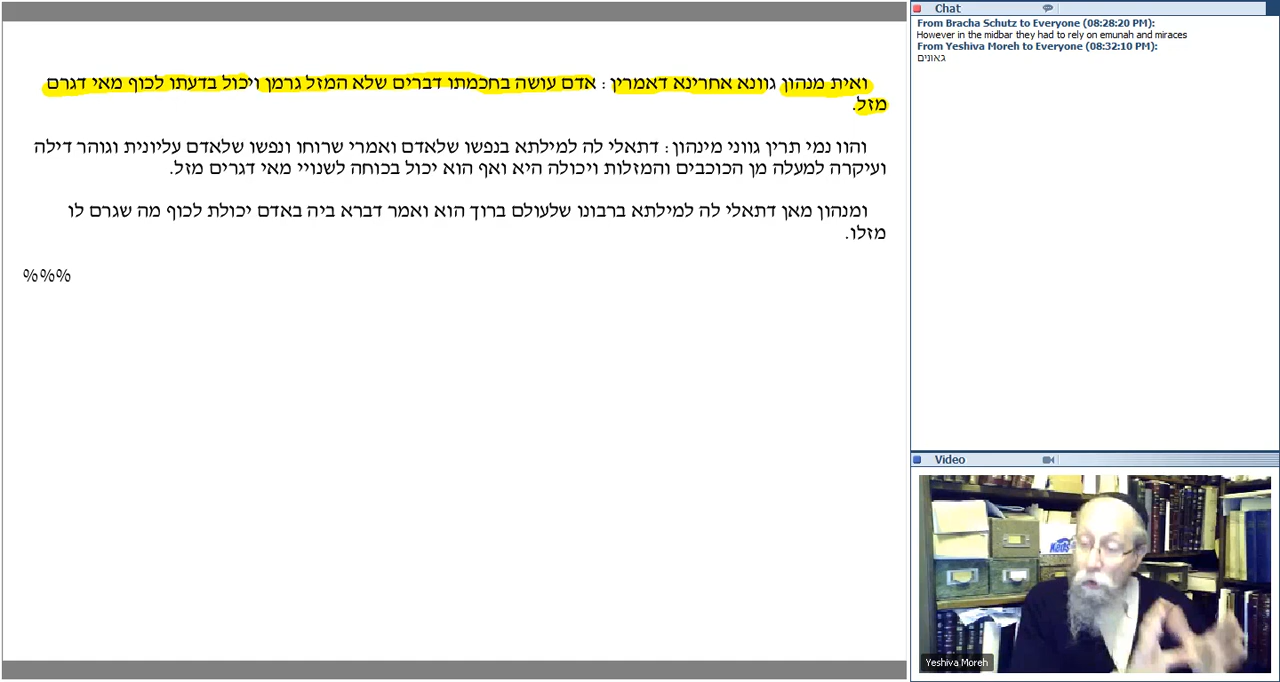 ואית מנהון גוונא אחרינא דאמרין : אדם עושה בחכמתו דברים שלא המזל גרמן ויכול בדעתו לכוף מאי דגרם
מזל.
והוו נמי תרין גווני מינהון : דתאלי לה למילתא בנפשו שלאדם ואמרי שרוחו ונפשו שלאדם עליונית וגוהר דילה
ועיקרה למעלה מן הכוכבים והמזלות ויכולה היא ואף הוא יכול בכוחה לשנויי מאי דגרים מזל.
ומנהון מאן דתאלי לה למילתא ברבונו שלעולם ברוך הוא ואמר דברא ביה באדם יכולת לכוף מה שגרם לו
מזלו.
%%%
Chat
From Bracha Schutz to Everyone (08:28:20 PM):
However in the midbar they had to rely on emunah and miraces
From Yeshiva Moreh to Everyone (08:32:10 PM):
גאונים
Video
Yeshiva Moreh